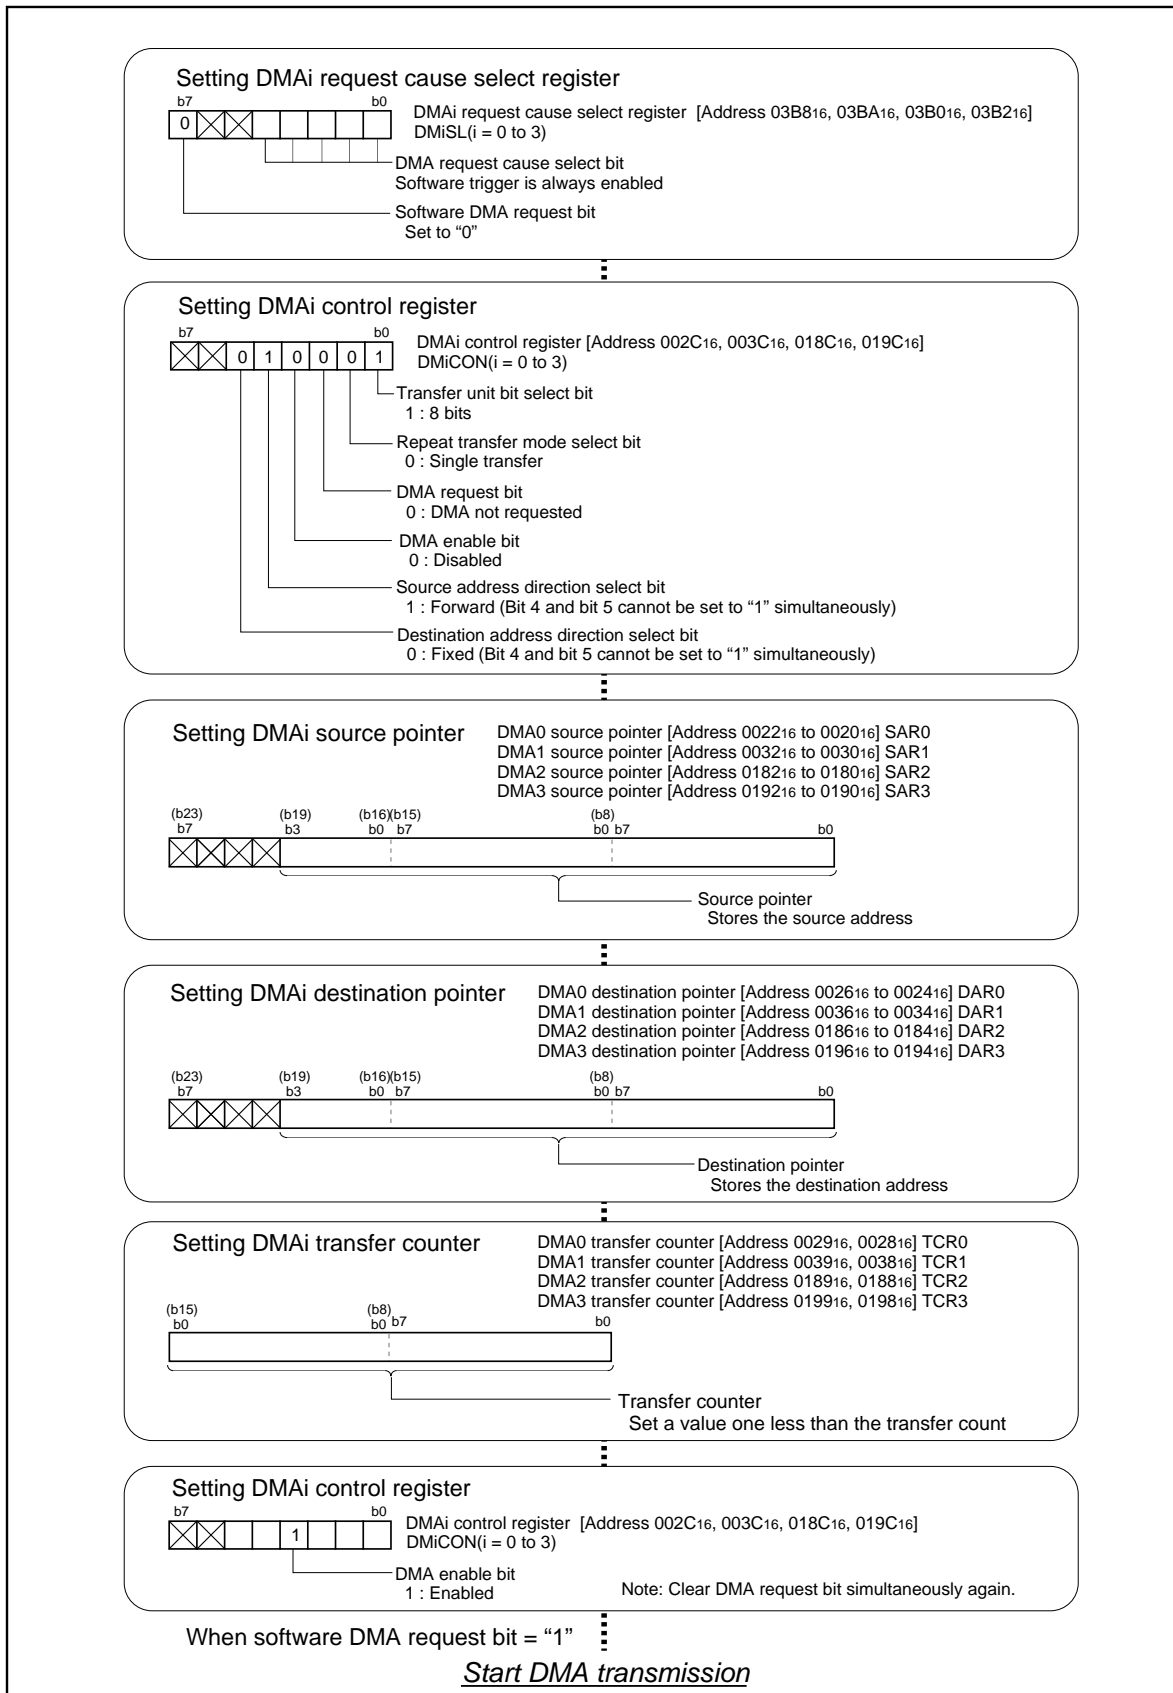 Setting DMAi request cause select register
b7 b0
0
DMAi request cause select register [Address 03B816, 03BA16, 03B016, 03B216]
DMiSL(i = 0 to 3)
DMA request cause select bit
Software trigger is always enabled
Software DMA request bit
Set to “0”
Setting DMAi control register
b7 b0
0 1 0 0 0 1
DMAi control register [Address 002C16, 003C16, 018C16, 019C16]
DMiCON(i = 0 to 3)
Transfer unit bit select bit
1 : 8 bits
Repeat transfer mode select bit
0 : Single transfer
DMA request bit
0 : DMA not requested
DMA enable bit
0 : Disabled
Source address direction select bit
1 : Forward (Bit 4 and bit 5 cannot be set to “1” simultaneously)
Destination address direction select bit
0 : Fixed (Bit 4 and bit 5 cannot be set to “1” simultaneously)
Setting DMAi source pointer
DMA0 source pointer [Address 002216 to 002016] SAR0
DMA1 source pointer [Address 003216 to 003016] SAR1
DMA2 source pointer [Address 018216 to 018016] SAR2
DMA3 source pointer [Address 019216 to 019016] SAR3
(b23) (b19) (b16)(b15) (b8)
b7 b3 b0 b7 b0 b7 b0
Source pointer
Stores the source address
Setting DMAi destination pointer
DMA0 destination pointer [Address 002616 to 002416] DAR0
DMA1 destination pointer [Address 003616 to 003416] DAR1
DMA2 destination pointer [Address 018616 to 018416] DAR2
DMA3 destination pointer [Address 019616 to 019416] DAR3
(b23) (b19) (b16)(b15) (b8)
b7 b3 b0 b7 b0 b7 b0
Destination pointer
Stores the destination address
Setting DMAi transfer counter
DMA0 transfer counter [Address 002916, 002816] TCR0
DMA1 transfer counter [Address 003916, 003816] TCR1
DMA2 transfer counter [Address 018916, 018816] TCR2
DMA3 transfer counter [Address 019916, 019816] TCR3
(b15) (b8)
b0 b0 b7 b0
Transfer counter
Set a value one less than the transfer count
Setting DMAi control register
b7 b0
1
DMAi control register [Address 002C16, 003C16, 018C16, 019C16]
DMiCON(i = 0 to 3)
DMA enable bit
1 : Enabled
Note: Clear DMA request bit simultaneously again.
When software DMA request bit = “1”
Start DMA transmission